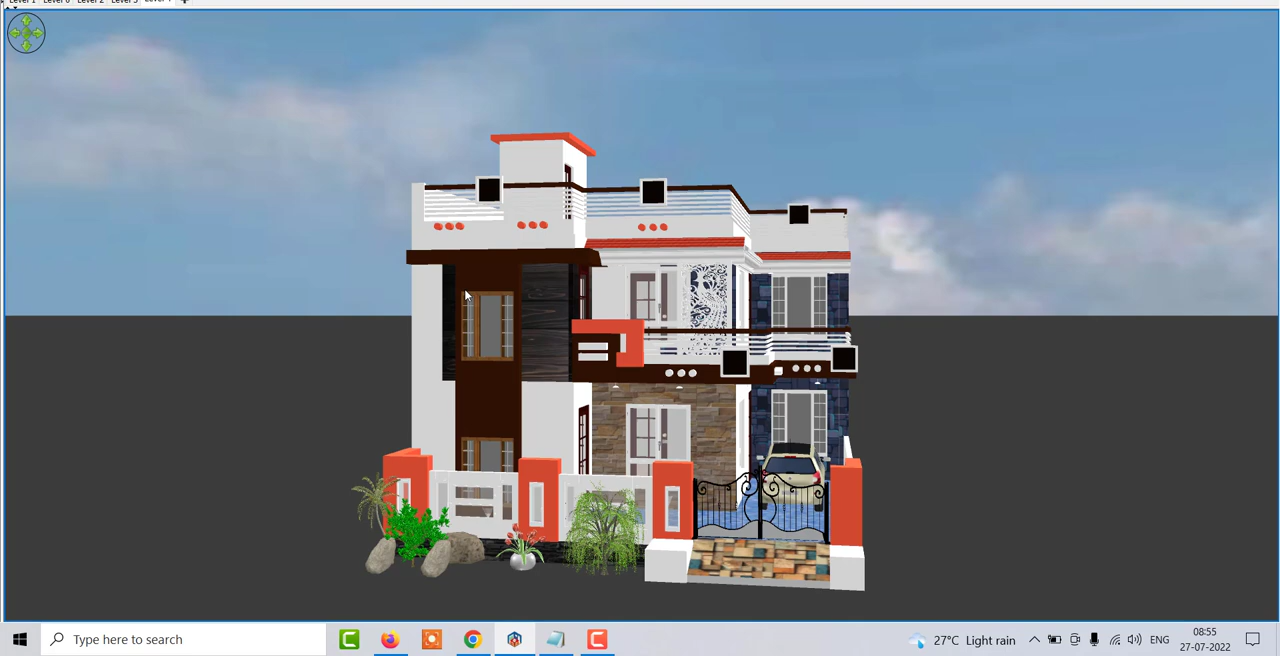 Level 1 Level 0 Level 2 Level 3
Type here to search
27°C Light rain
ENG
08:55
27-07-2022